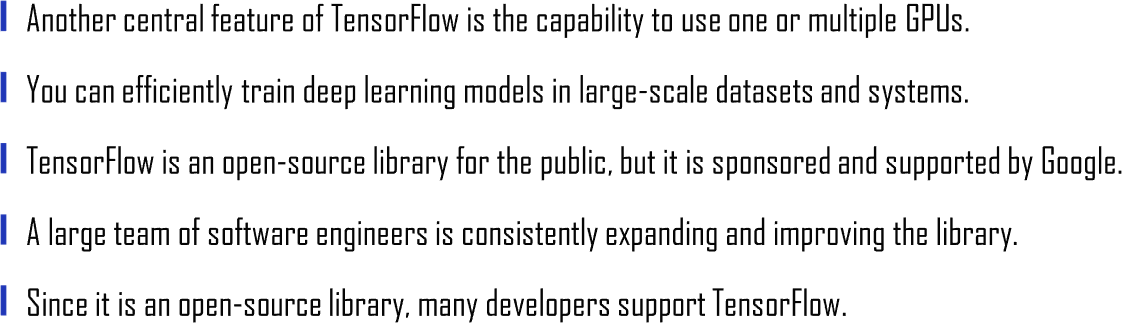 Another central feature of TensorFlow is the capability to use one or multiple GPUs.
You can efficiently train deep learning models in large-scale datasets and systems.
TensorFlow is an open-source library for the public, but it is sponsored and supported by Google.
A large team of software engineers is consistently expanding and improving the library.
Since it is an open-source library, many developers support TensorFlow.